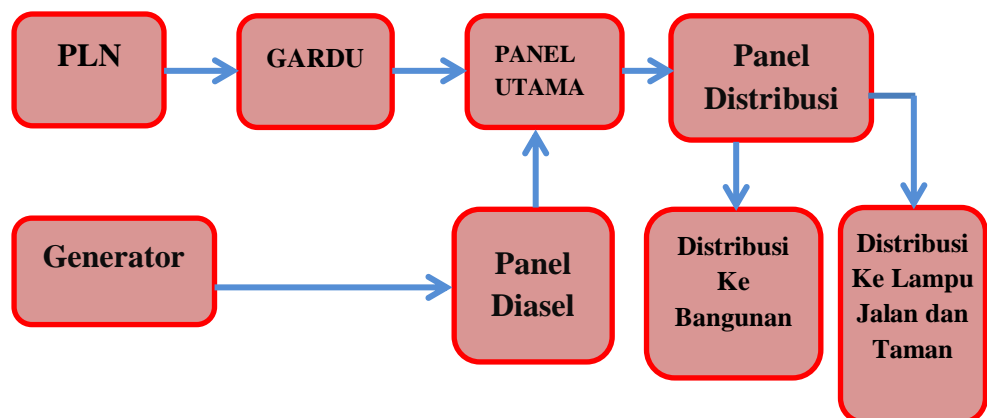 PLN
GARDU
PANEL
UTAMA
Panel
Distribusi
Generator
Panel
Diasel
Distribusi
Ke
Bangunan
Distribusi
Ke Lampu
Jalan dan
Taman